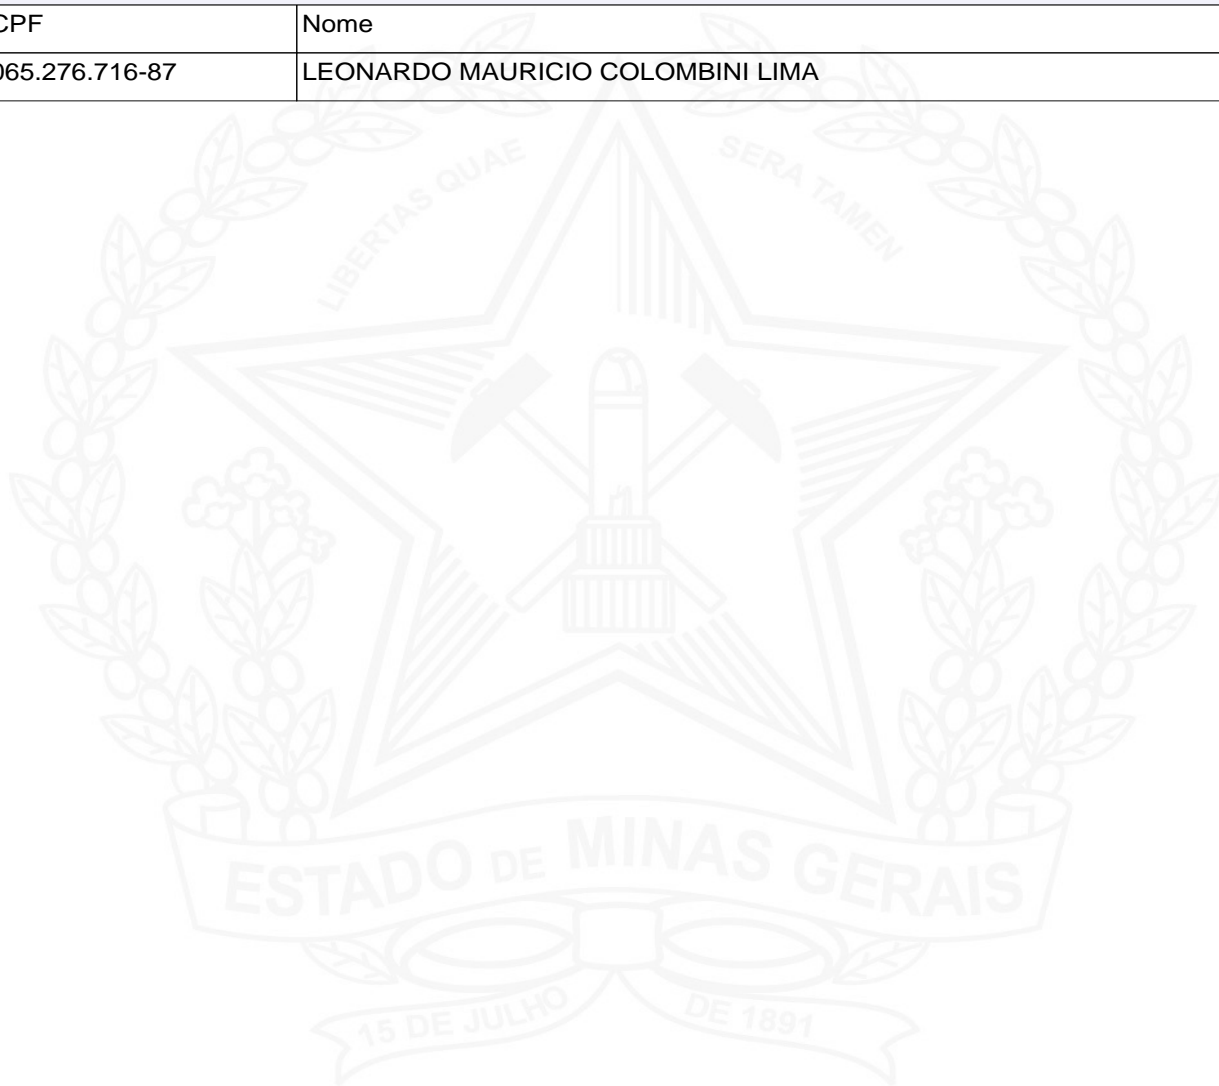 CPF Nome
065.276.716-87 LEONARDO MAURICIO COLOMBINI LIMA
LIBERTAS QUAE SERA TAMEN
ESTADO DE MINAS GERAIS
15 DE JULHO DE 1891